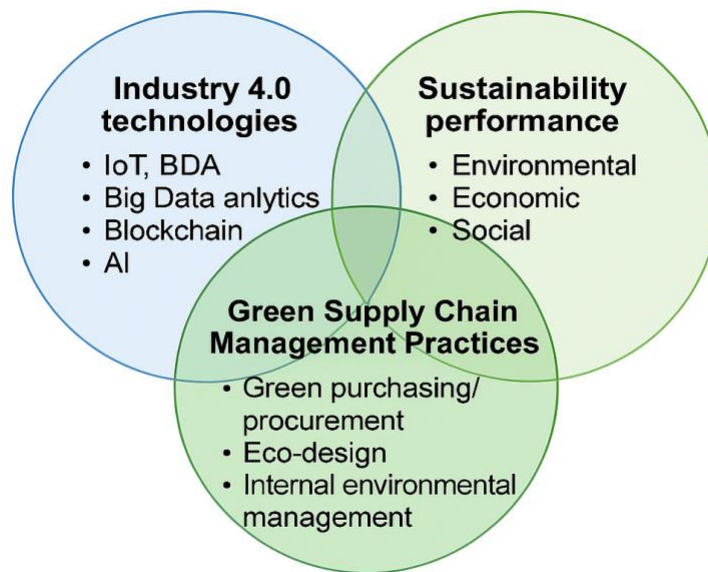 Industry 4.0
technologies
• IoT, BDA
• Big Data anlytics
• Blockchain
• AI
Sustainability
performance
• Environmental
• Economic
• Social
Green Supply Chain
Management Practices
• Green purchasing/
procurement
• Eco-design
• Internal environmental
management